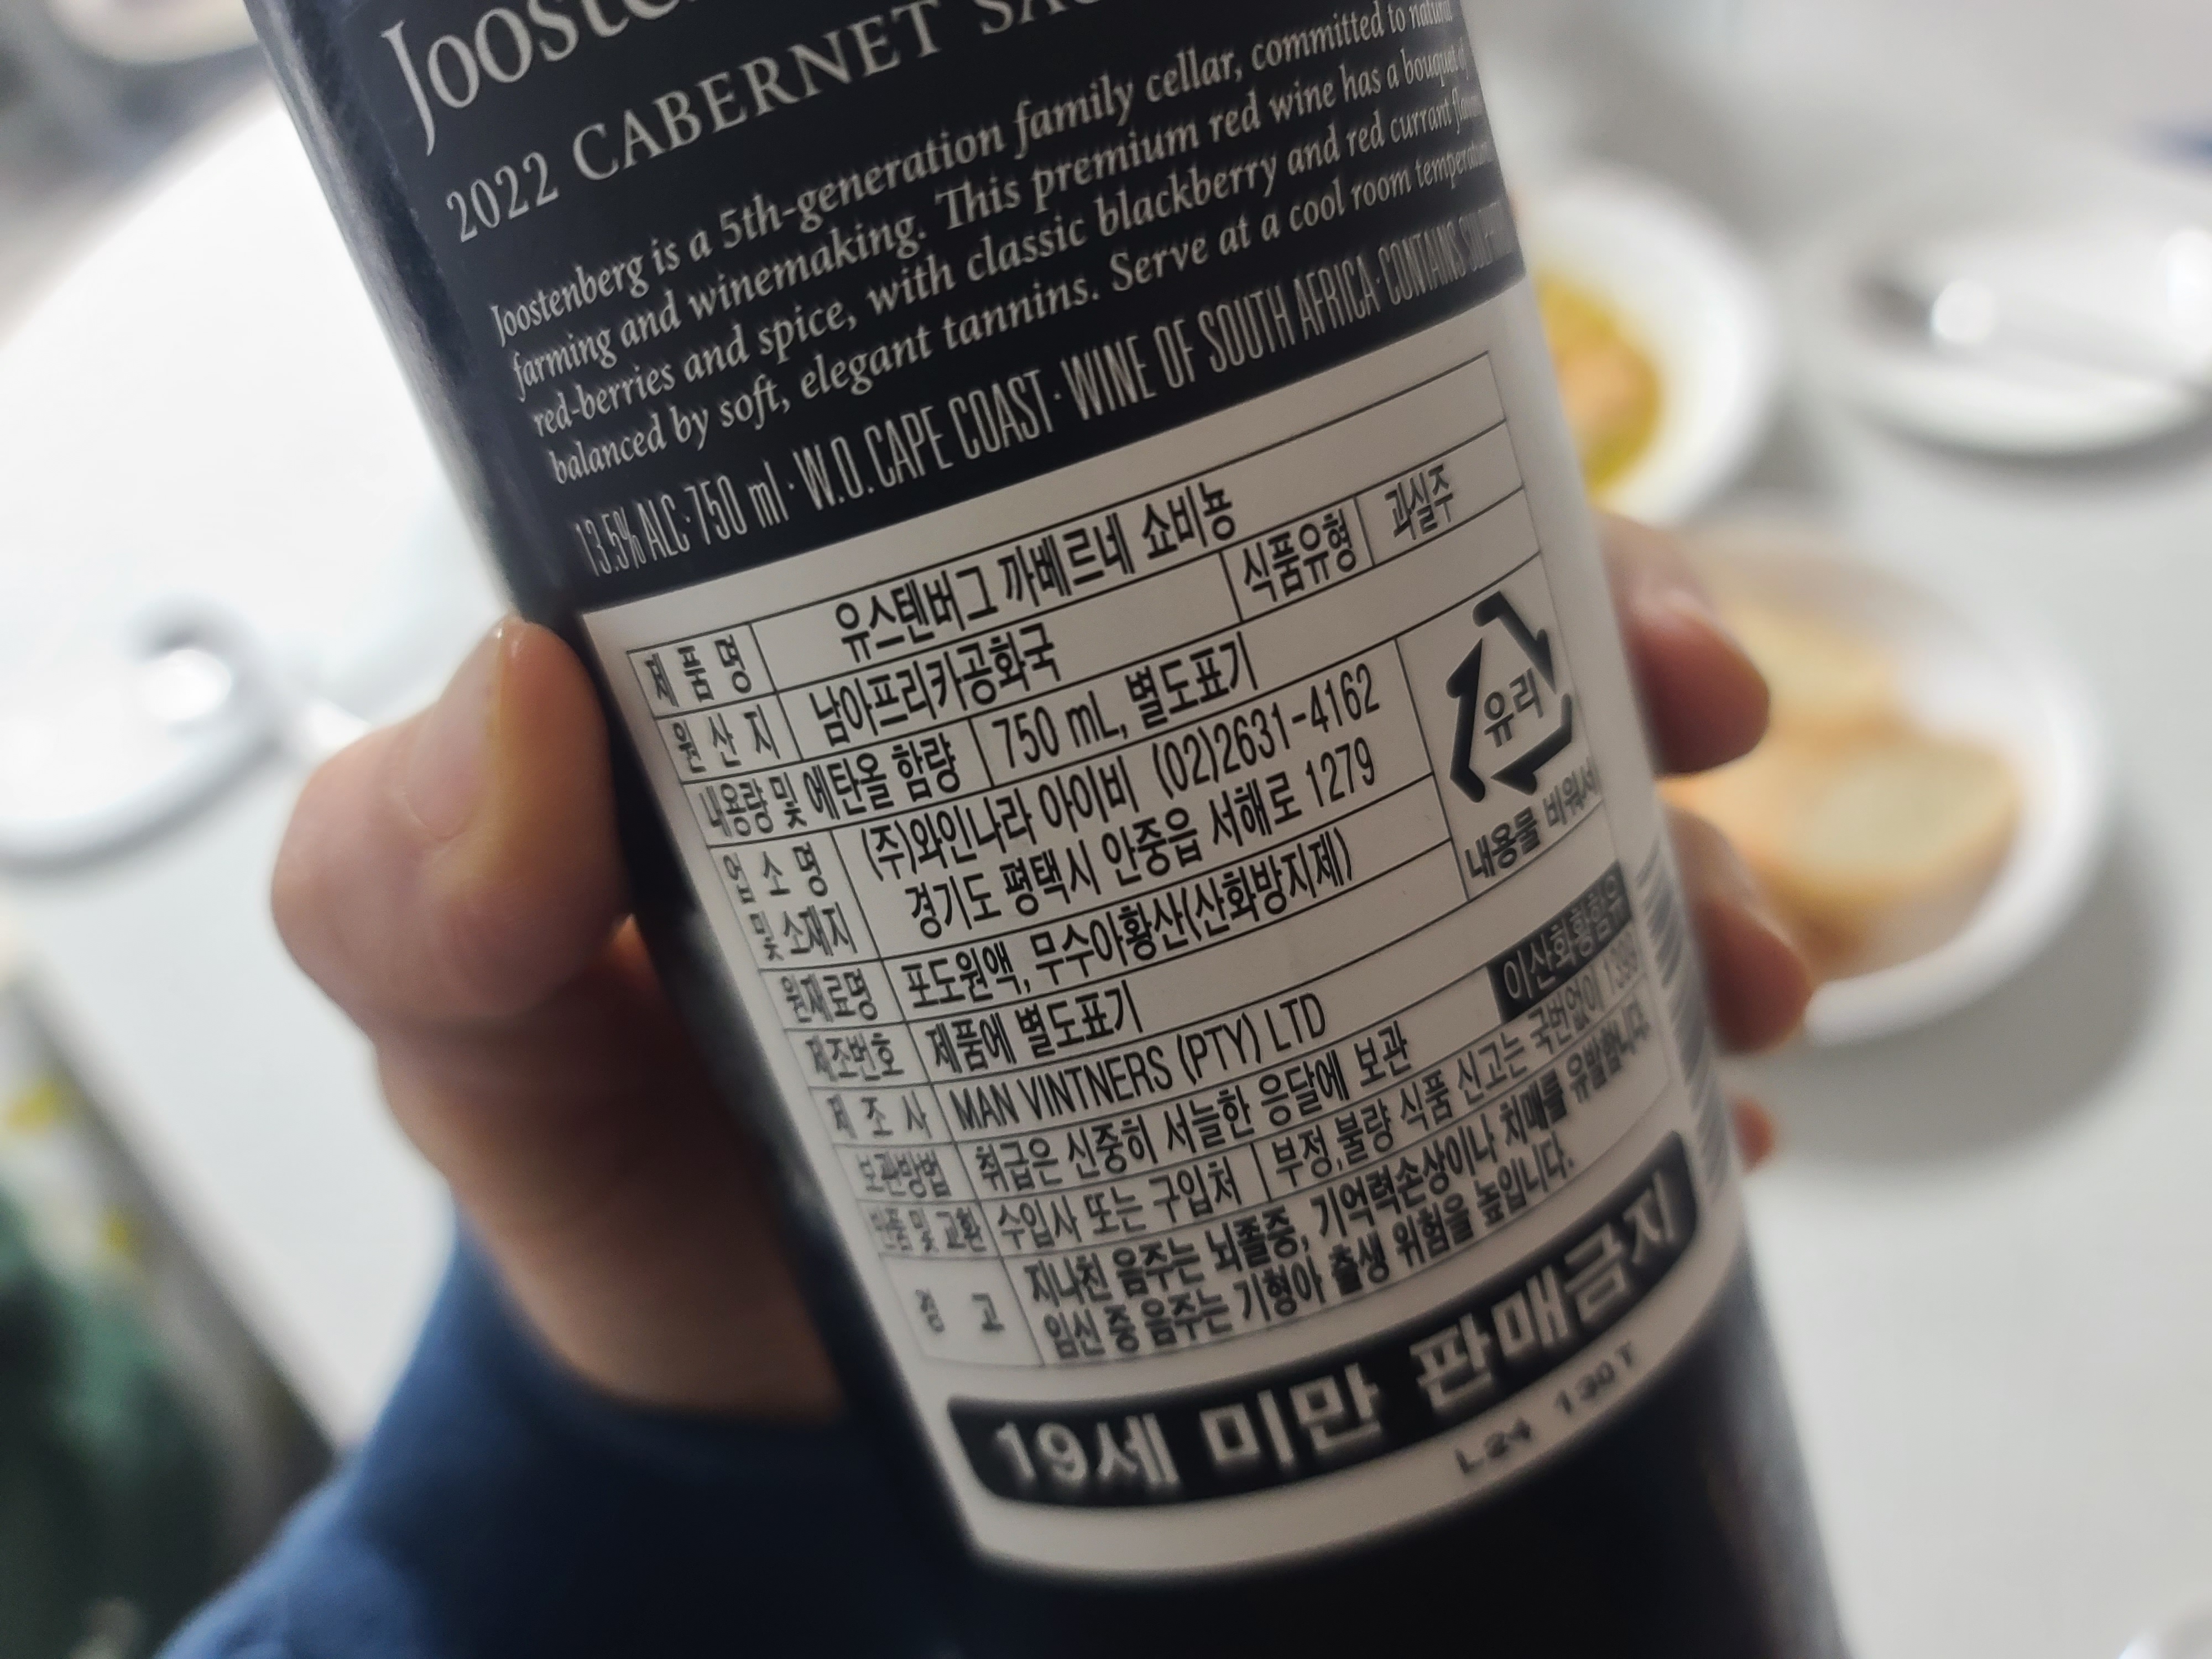 2022 CABERNET
Joostenberg is a 5th-generation family cellar, committed to natural
farming and winemaking. This premium red wine has a bouquet of
red-berries and spice, with classic blackberry and red currant
balanced by soft, elegant tannins. Serve at a cool room
13.5% ALC·750 ml · W.O. CAPE COAST · WINE OF SOUTH AFRICA·CONTAINS
제 품 명 유스텐버그 까베르네 쇼비뇽
원 산 지 남아프리카공화국 식품유형 과실주
내용량 및 에탄올 함량 750 mL, 별도표기
업 소 명 (주)와인나라 아이비 (02)2631-4162
및 소재지 경기도 평택시 안중읍 서해로 1279
유리
내용물 비워서
원재료명 포도원액, 무수아황산(산화방지제)
제조번호 제품에 별도표기
이산화황함유
제 조 사 MAN VINTNERS (PTY) LTD
보관방법 취급은 신중히 서늘한 응달에 보관
반품 및 교환 수입사 또는 구입처 부정,불량 식품 신고는 국번없이 1399
경 고 지나친 음주는 뇌졸중, 기억력손상이나 치매를 유발합니다.
임신 중 음주는 기형아 출생 위험을 높입니다.
19세 미만 판매금지
L24 130T